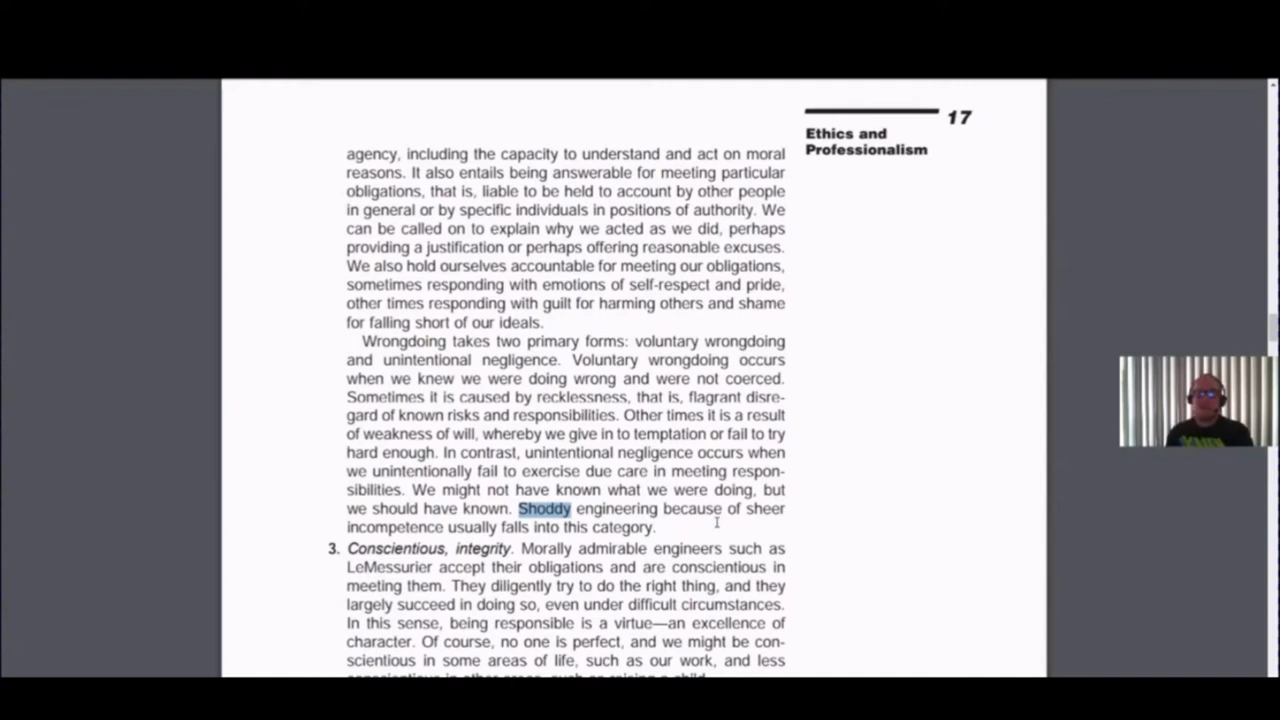 17
Ethics and
Professionalism
agency, including the capacity to understand and act on moral
reasons. It also entails being answerable for meeting particular
obligations, that is, liable to be held to account by other people
in general or by specific individuals in positions of authority. We
can be called on to explain why we acted as we did, perhaps
providing a justification or perhaps offering reasonable excuses.
We also hold ourselves accountable for meeting our obligations,
sometimes responding with emotions of self-respect and pride,
other times responding with guilt for harming others and shame
for falling short of our ideals.
Wrongdoing takes two primary forms: voluntary wrongdoing
and unintentional negligence. Voluntary wrongdoing occurs
when we knew we were doing wrong and were not coerced.
Sometimes it is caused by recklessness, that is, flagrant disre-
gard of known risks and responsibilities. Other times it is a result
of weakness of will, whereby we give in to temptation or fail to try
hard enough. In contrast, unintentional negligence occurs when
we unintentionally fail to exercise due care in meeting respon-
sibilities. We might not have known what we were doing, but
we should have known. Shoddy engineering because of sheer
incompetence usually falls into this category.
3. Conscientious, integrity. Morally admirable engineers such as
LeMessurier accept their obligations and are conscientious in
meeting them. They diligently try to do the right thing, and they
largely succeed in doing so, even under difficult circumstances.
In this sense, being responsible is a virtue—an excellence of
character. Of course, no one is perfect, and we might be con-
scientious in some areas of life, such as our work, and less